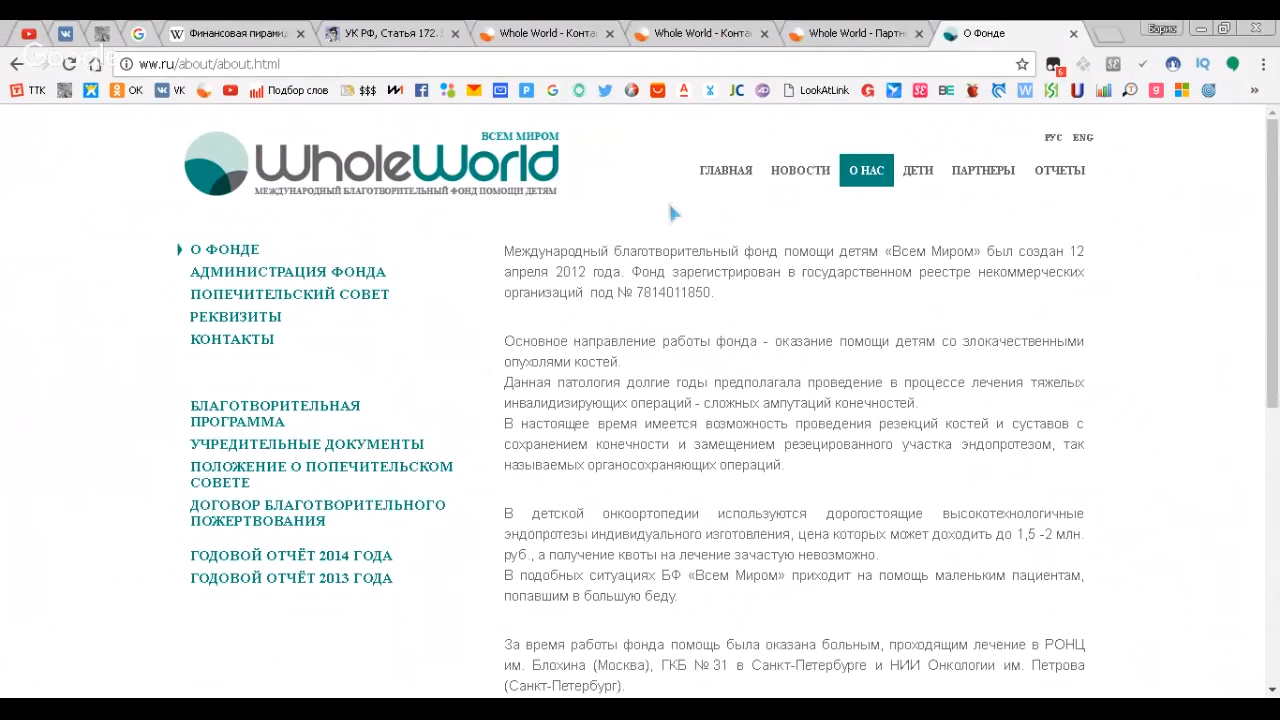 Финансовая пирамид
УК РФ, Статья 172.
Whole World - Конта
Whole World - Конта
Whole World - Партн
О Фонде
Борис
Google
ww.ru/about/about.html
6
ТТК
ОК
VK
Подбор слов
$$$
LookAtLink
ВСЕМ МИРОМ
WholeWorld
МЕЖДУНАРОДНЫЙ БЛАГОТВОРИТЕЛЬНЫЙ ФОНД ПОМОЩИ ДЕТЯМ
РУС ENG
ГЛАВНАЯ НОВОСТИ О НАС ДЕТИ ПАРТНЕРЫ ОТЧЕТЫ
О ФОНДЕ
АДМИНИСТРАЦИЯ ФОНДА
ПОПЕЧИТЕЛЬСКИЙ СОВЕТ
РЕКВИЗИТЫ
КОНТАКТЫ
БЛАГОТВОРИТЕЛЬНАЯ
ПРОГРАММА
УЧРЕДИТЕЛЬНЫЕ ДОКУМЕНТЫ
ПОЛОЖЕНИЕ О ПОПЕЧИТЕЛЬСКОМ
СОВЕТЕ
ДОГОВОР БЛАГОТВОРИТЕЛЬНОГО
ПОЖЕРТВОВАНИЯ
ГОДОВОЙ ОТЧЁТ 2014 ГОДА
ГОДОВОЙ ОТЧЁТ 2013 ГОДА
Международный благотворительный фонд помощи детям «Всем Миром» был создан 12
апреля 2012 года. Фонд зарегистрирован в государственном реестре некоммерческих
организаций под № 7814011850.
Основное направление работы фонда - оказание помощи детям со злокачественными
опухолями костей.
Данная патология долгие годы предполагала проведение в процессе лечения тяжелых
инвалидизирующих операций - сложных ампутаций конечностей.
В настоящее время имеется возможность проведения резекций костей и суставов с
сохранением конечности и замещением резецированного участка эндопротезом, так
называемых органосохраняющих операций.
В детской онкоортопедии используются дорогостоящие высокотехнологичные
эндопротезы индивидуального изготовления, цена которых может доходить до 1,5 -2 млн.
руб., а получение квоты на лечение зачастую невозможно.
В подобных ситуациях БФ «Всем Миром» приходит на помощь маленьким пациентам,
попавшим в большую беду.
За время работы фонда помощь была оказана больным, проходящим лечение в РОНЦ
им. Блохина (Москва), ГКБ №31 в Санкт-Петербурге и НИИ Онкологии им. Петрова
(Санкт-Петербург).